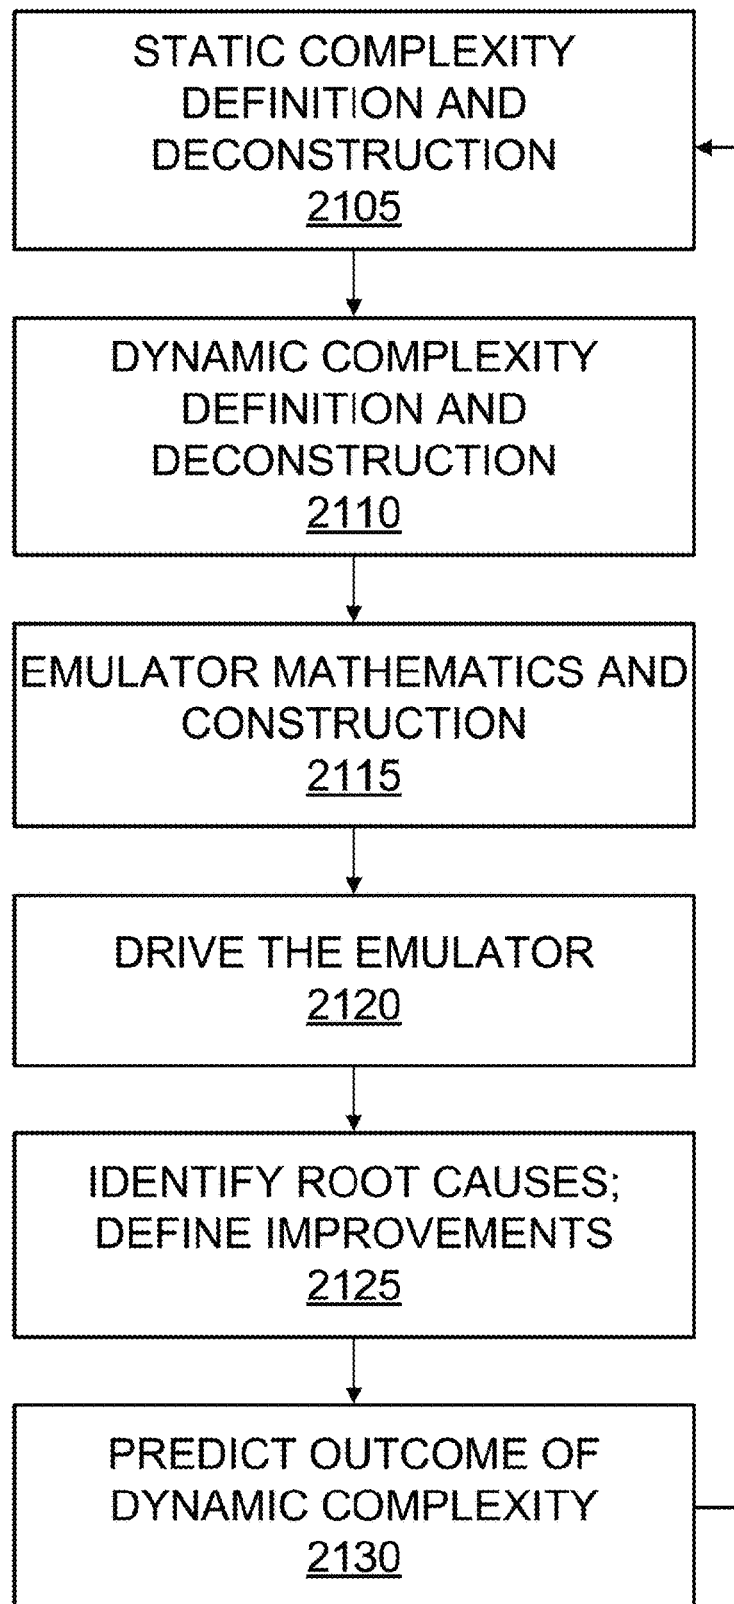 STATIC COMPLEXITY
DEFINITION AND
DECONSTRUCTION
2105
DYNAMIC COMPLEXITY
DEFINITION AND
DECONSTRUCTION
2110
EMULATOR MATHEMATICS AND
CONSTRUCTION
2115
DRIVE THE EMULATOR
2120
IDENTIFY ROOT CAUSES;
DEFINE IMPROVEMENTS
2125
PREDICT OUTCOME OF
DYNAMIC COMPLEXITY
2130